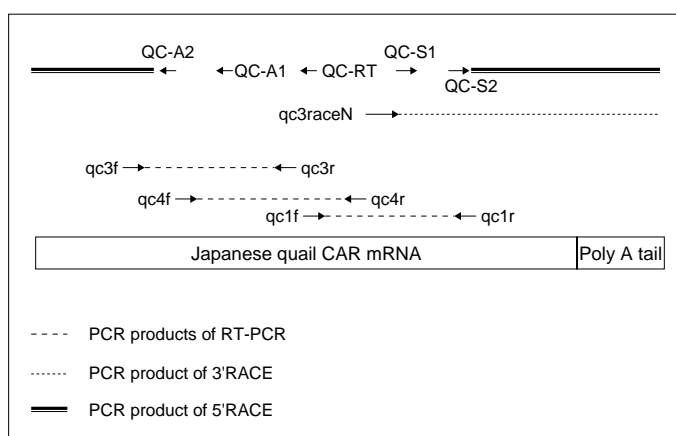 QC-A2 QC-S1
QC-A1 QC-RT
QC-S2
qc3raceN
qc3f qc3r
qc4f qc4r
qc1f qc1r
Japanese quail CAR mRNA Poly A tail
PCR products of RT-PCR
PCR product of 3'RACE
PCR product of 5'RACE